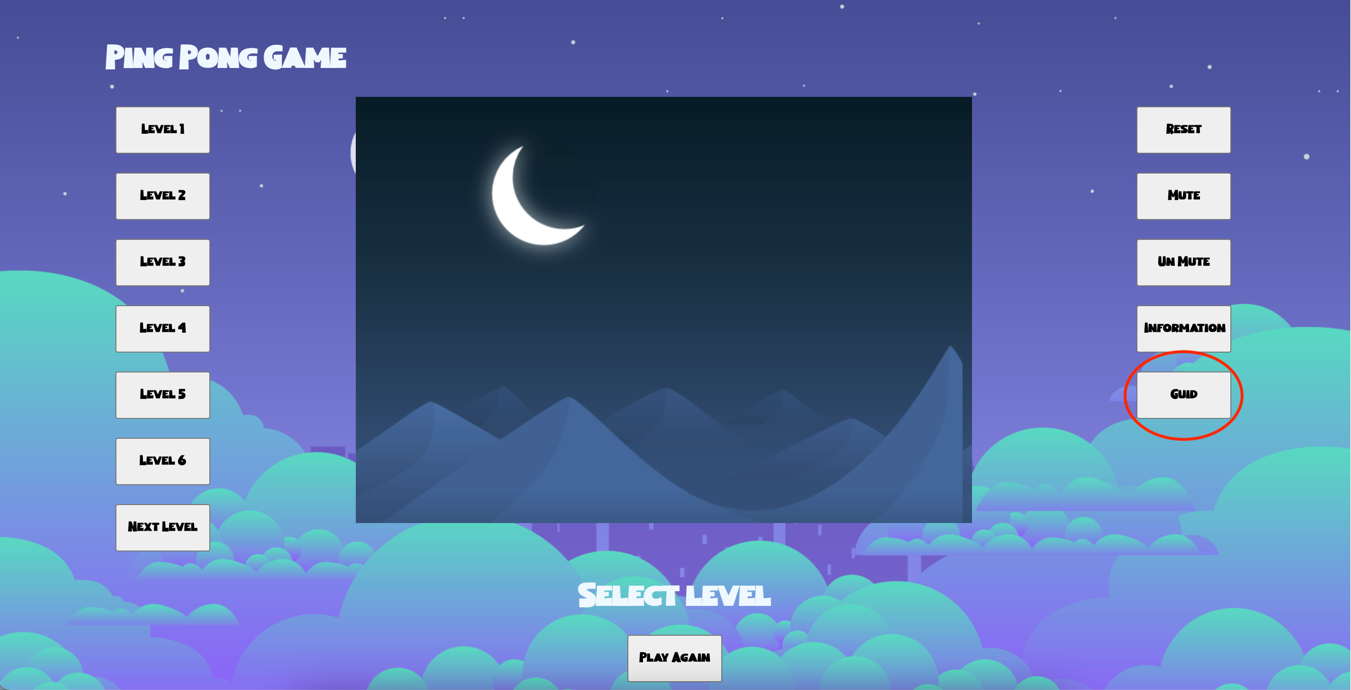 Ping Pong Game
Level 1
Level 2
Level 3
Level 4
Level 5
Level 6
Next Level
Reset
Mute
Un Mute
Information
Guid
Select level
Play Again